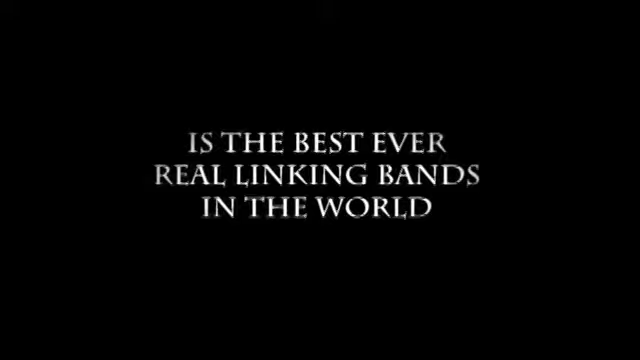 IS THE BEST EVER
REAL LINKING BANDS
IN THE WORLD